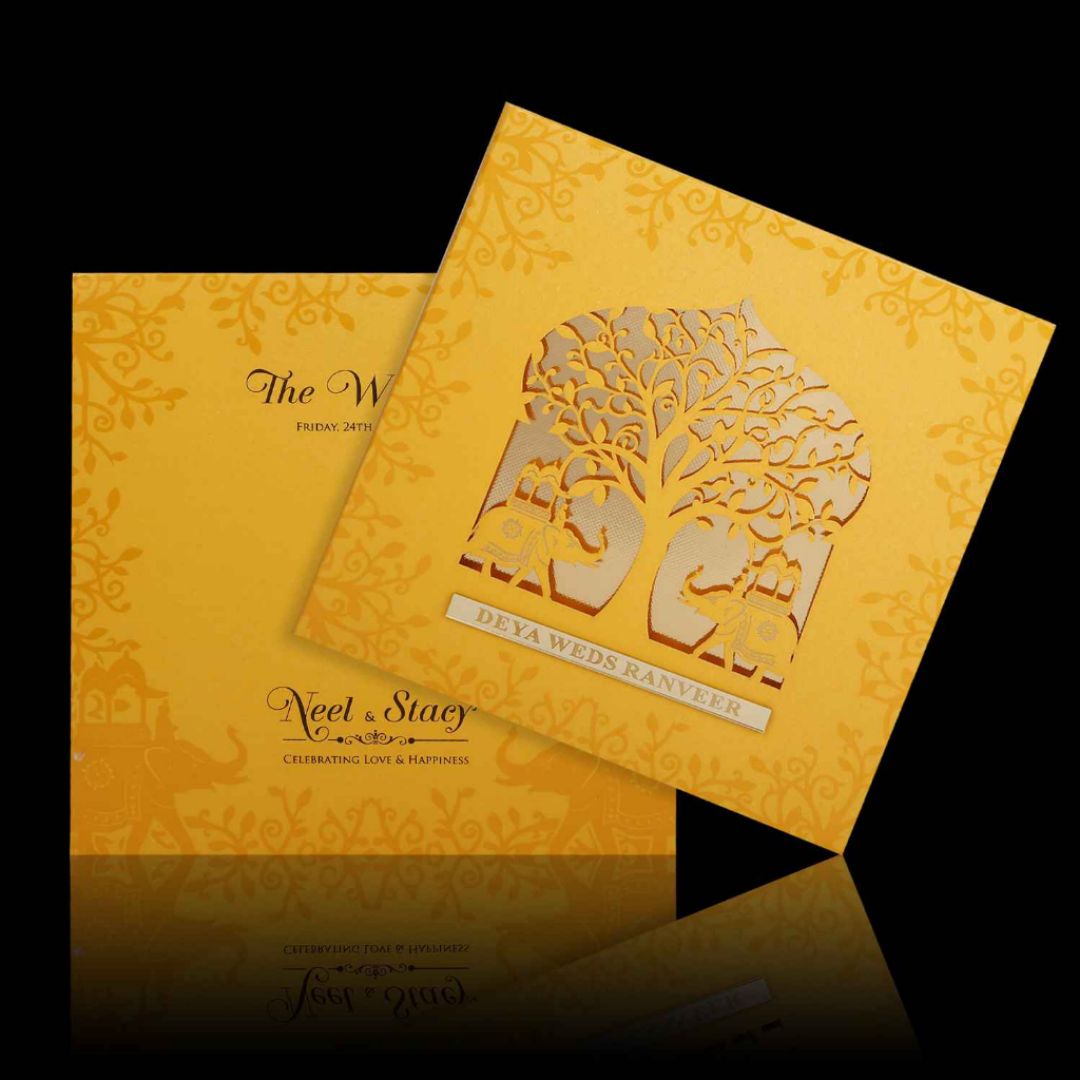 The W
FRIDAY, 24TH
Neel & Stacy
CELEBRATING LOVE & HAPPINESS
DEYA WEDS RANVEER